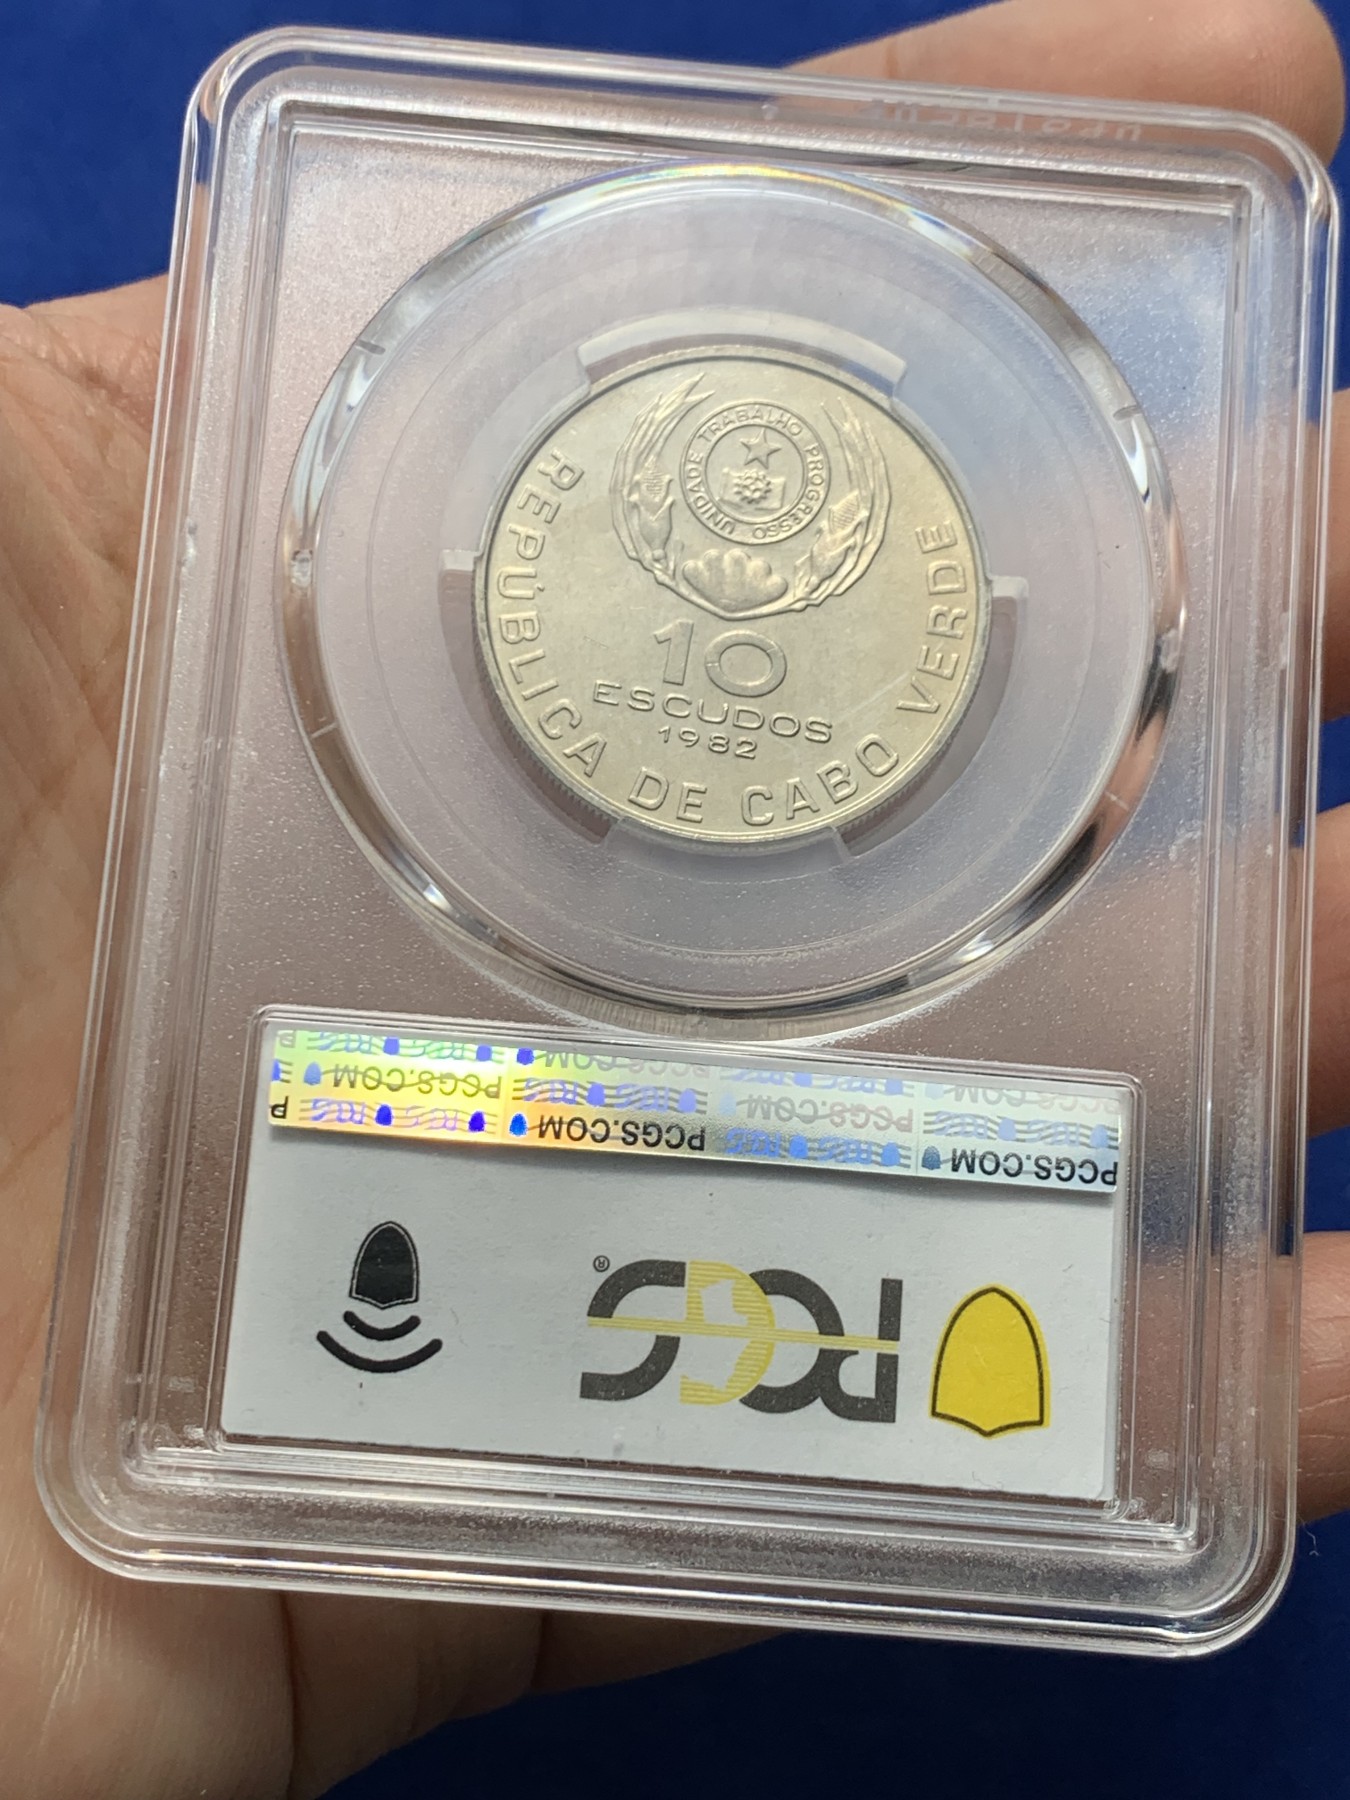 UNIDADE TRABALHO PROGRESSO
10
ESCUDOS
1982
REPÚBLICA DE CABO VERDE
PCGS.COM
PCGS.COM
PCGS.COM
PCGS.COM
PCGS ®